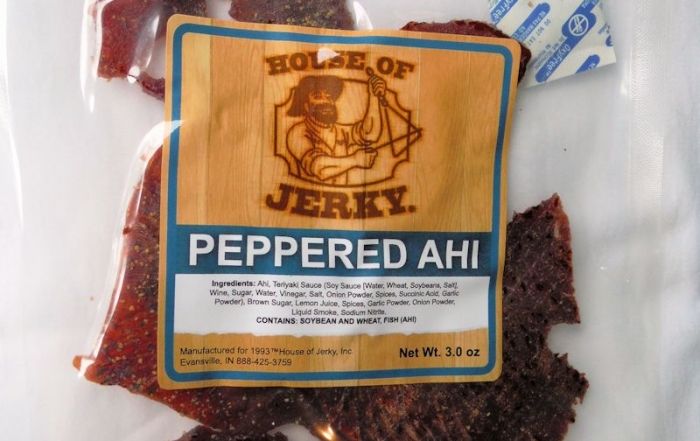 HOUSE OF
JERKY.
PEPPERED AHI
Ingredients: Ahi, Teriyaki Sauce (Soy Sauce [Water, Wheat, Soybeans, Salt],
Wine, Sugar, Water, Vinegar, Salt, Onion Powder, Spices, Succinic Acid, Garlic
Powder), Brown Sugar, Lemon Juice, Spices, Garlic Powder, Onion Powder,
Liquid Smoke, Sodium Nitrite.
CONTAINS: SOYBEAN AND WHEAT, FISH (AHI)
Manufactured for 1993™House of Jerky, Inc.
Evansville, IN 888-425-3759
Net Wt. 3.0 oz